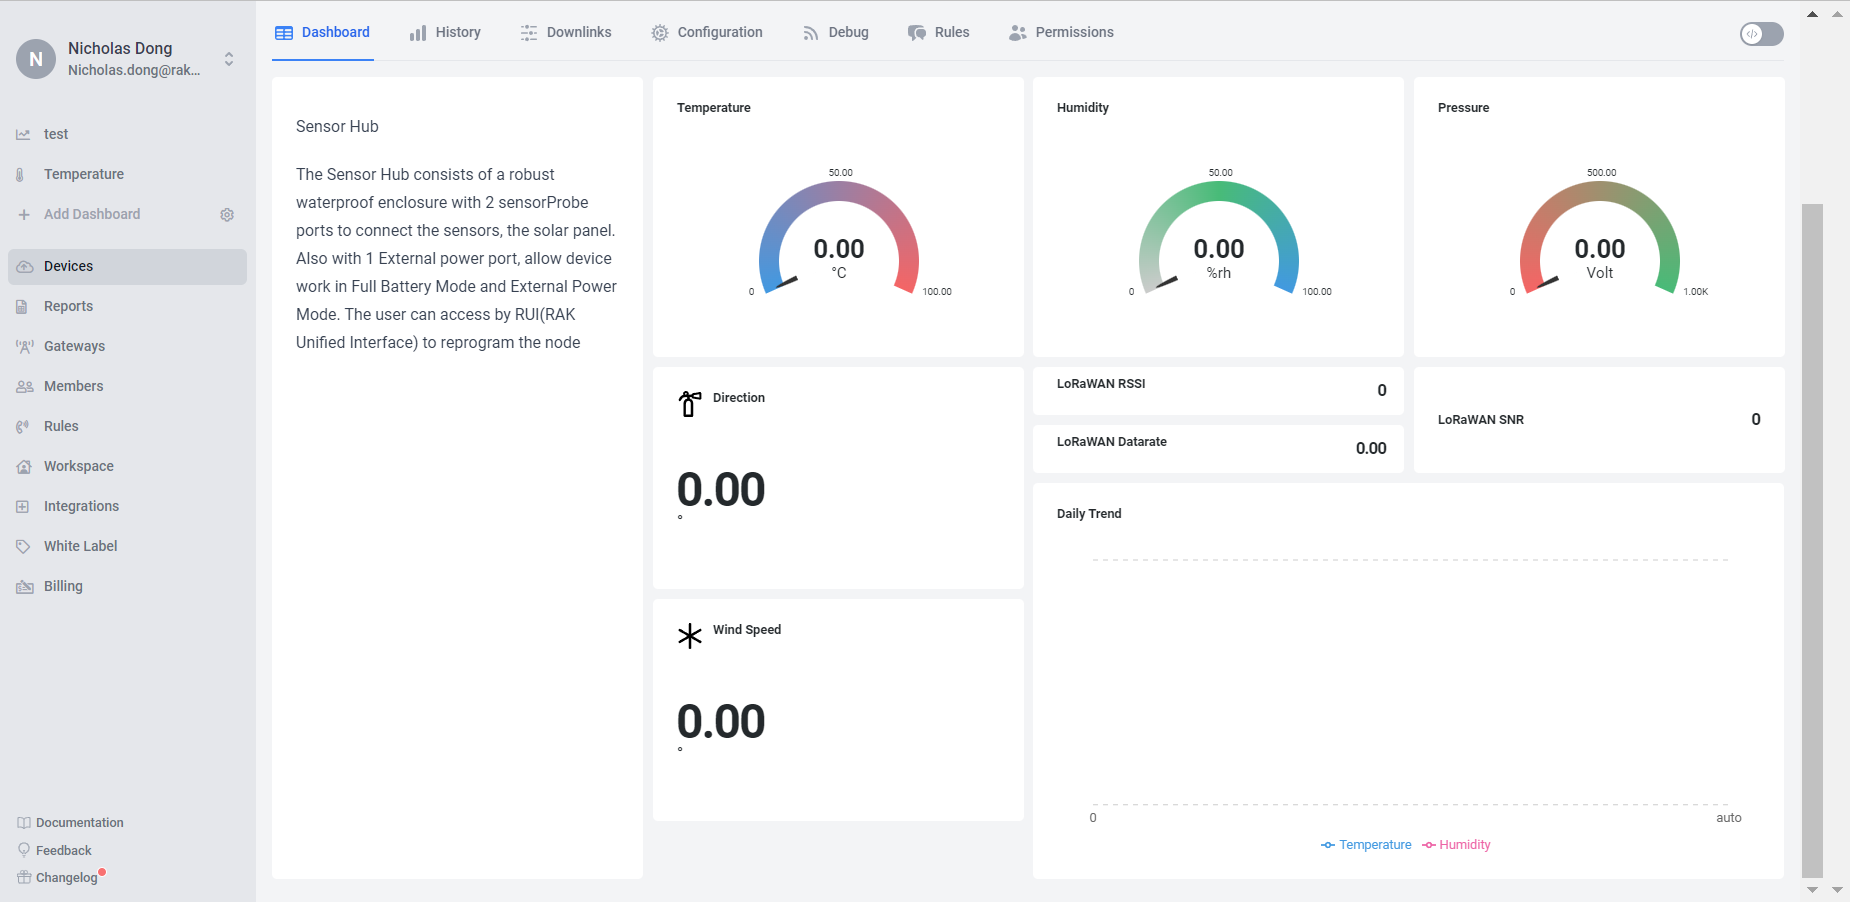 N
Nicholas Dong
Nicholas.dong@rak...
test
Temperature
Add Dashboard
Devices
Reports
Gateways
Members
Rules
Workspace
Integrations
White Label
Billing
Documentation
Feedback
Changelog
Dashboard
History
Downlinks
Configuration
Debug
Rules
Permissions
</>
Sensor Hub
The Sensor Hub consists of a robust
waterproof enclosure with 2 sensorProbe
ports to connect the sensors, the solar panel.
Also with 1 External power port, allow device
work in Full Battery Mode and External Power
Mode. The user can access by RUI(RAK
Unified Interface) to reprogram the node
Temperature
50.00
0.00
°C
0
100.00
Humidity
50.00
0.00
%rh
0
100.00
Pressure
500.00
0.00
Volt
0
1.00K
Direction
0.00
°
Wind Speed
0.00
°
LoRaWAN RSSI
0
LoRaWAN Datarate
0.00
LoRaWAN SNR
0
Daily Trend
0
auto
Temperature
Humidity